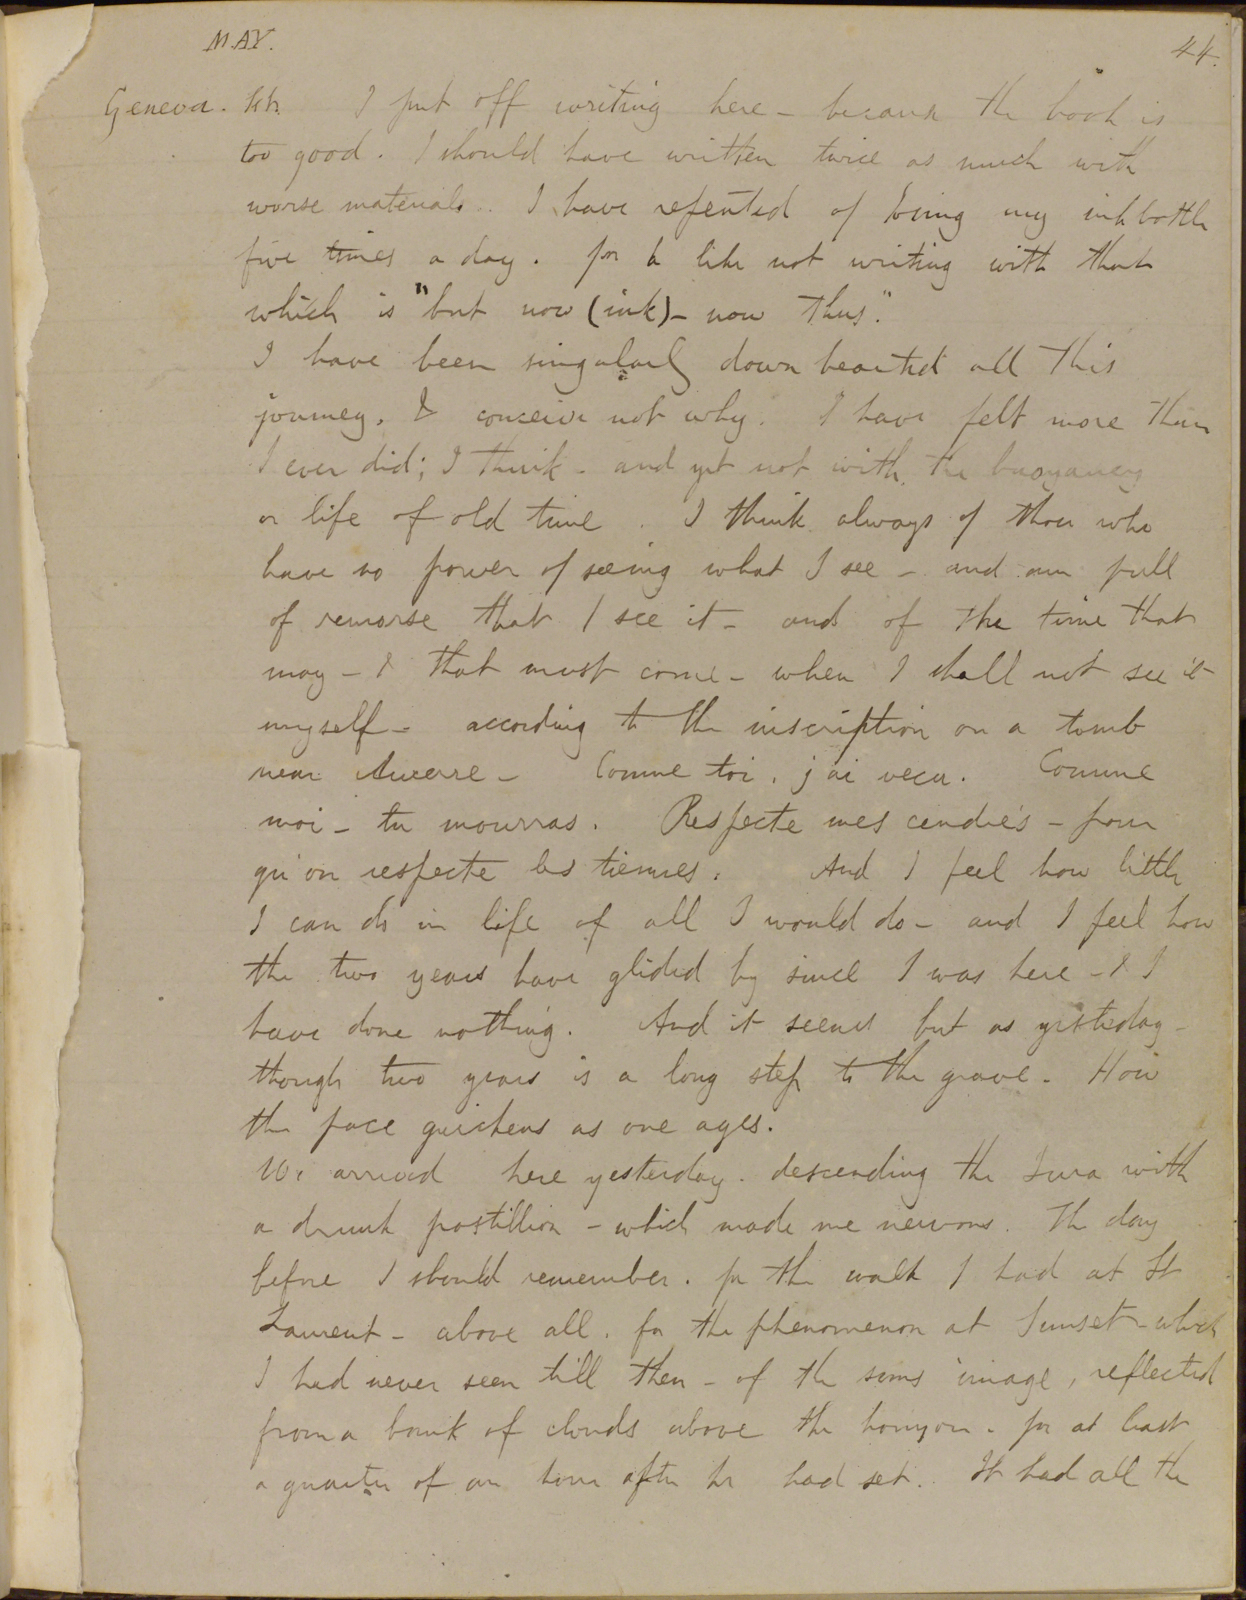 MAY.
44.
Geneva. I put off writing here - because the book is
too good. I should have written twice as much with
worse materials. I have repented of my ink bottle
five times a day. for I like not writing with that
which is "but now (ink) - now thus".
I have been singularly down hearted all this
journey, I conceive not why. I have felt more than
I ever did; I think - and yet not with the buoyancy
or life of old time. I think always of those who
have no power of seeing what I see - and am full
of remorse that I see it - and of the time that
may - & that must come - when I shall not see it
myself - according to the inscription on a tomb
near Auxerre - Comme toi, j'ai vecu. Comme
moi - tu mourras. Respecte mes cendrès - pour
qu'on respecte les tiennes. And I feel how little
I can do in life of all I would do - and I feel how
the two years have glided by since I was here - & I
have done nothing. And it seems but as yesterday -
though two years is a long step to the grave. How
the pace quickens as one ages.
We arrived here yesterday. descending the Jura with
a drunk postillion - which made me nervous. The day
before I should remember. for the walk I had at St
Laurent - above all. for the phenomenon at Sunset - which
I had never seen till then - of the suns image, reflected
from a bank of clouds above the horizon. for at least
a quarter of an hour after he had set. It had all the